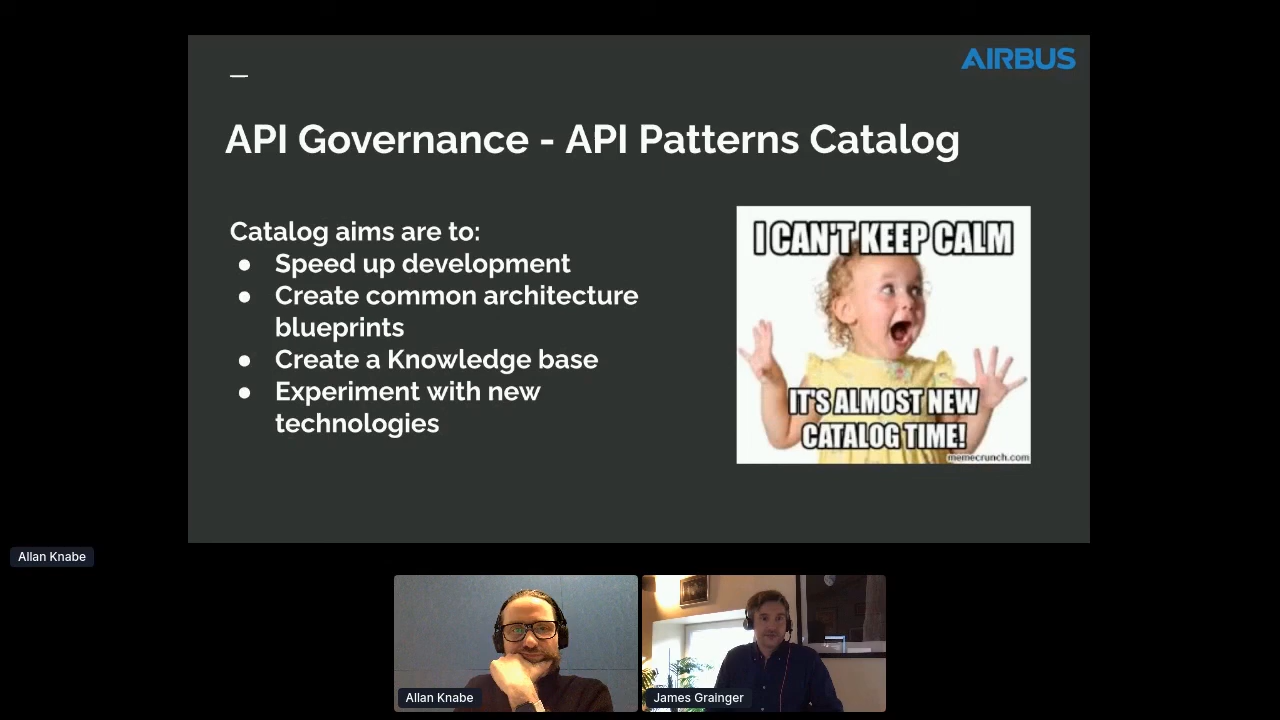 AIRBUS
API Governance - API Patterns Catalog
Catalog aims are to:
● Speed up development
● Create common architecture
blueprints
● Create a Knowledge base
● Experiment with new
technologies
I CAN'T KEEP CALM
IT'S ALMOST NEW
CATALOG TIME!
memecrunch.com
Allan Knabe
Allan Knabe
James Grainger